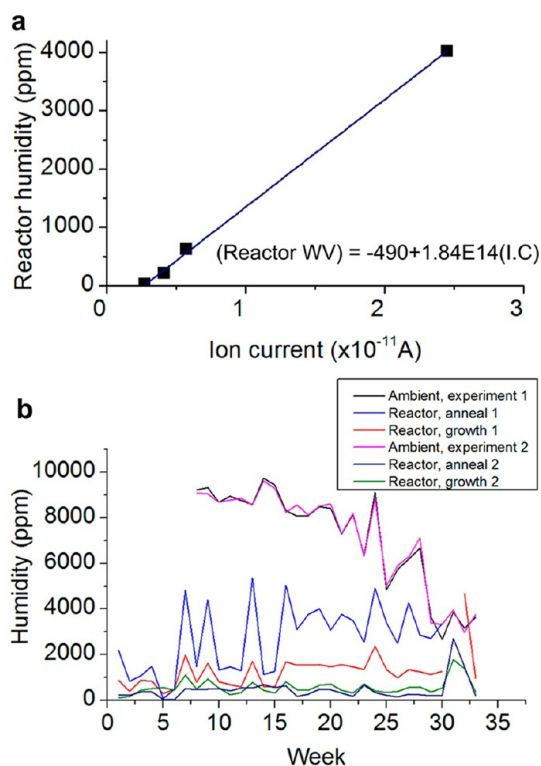 a
Reactor humidity (ppm)
4000
3000
2000
1000
0
(Reactor WV) = -490+1.84E14(I.C)
0 1 2 3
Ion current (x10⁻¹¹A)
b
Ambient, experiment 1
Reactor, anneal 1
Reactor, growth 1
Ambient, experiment 2
Reactor, anneal 2
Reactor, growth 2
Humidity (ppm)
10000
8000
6000
4000
2000
0
0 5 10 15 20 25 30 35
Week